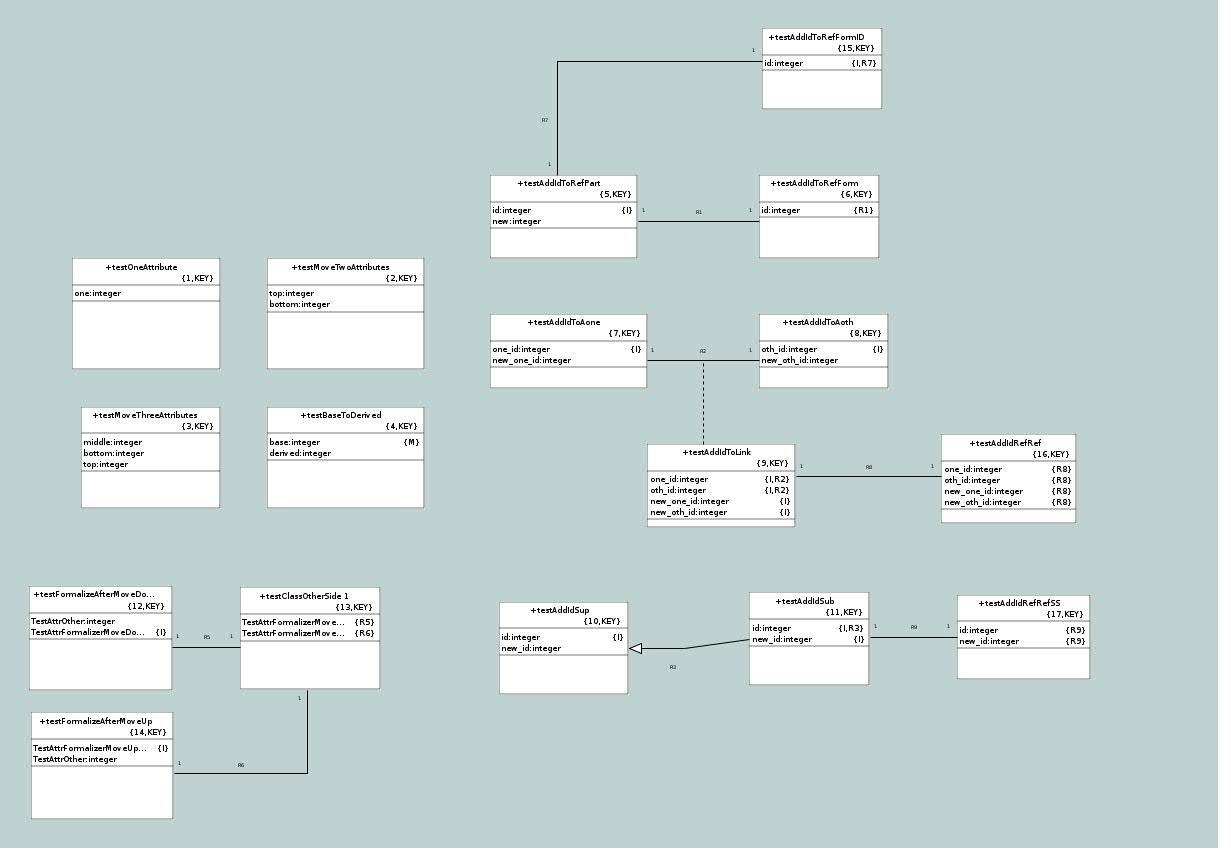 +testAddIdToRefFormID
{15,KEY}
id:integer {I,R7}
1
R7
1
+testAddIdToRefPart
{5,KEY}
id:integer {I}
new:integer
1 R1 1
+testAddIdToRefForm
{6,KEY}
id:integer {R1}
+testOneAttribute
{1,KEY}
one:integer
+testMoveTwoAttributes
{2,KEY}
top:integer
bottom:integer
+testAddIdToAone
{7,KEY}
one_id:integer {I}
new_one_id:integer
1 R2 1
+testAddIdToAoth
{8,KEY}
oth_id:integer {I}
new_oth_id:integer
+testMoveThreeAttributes
{3,KEY}
middle:integer
bottom:integer
top:integer
+testBaseToDerived
{4,KEY}
base:integer {M}
derived:integer
+testAddIdToLink
{9,KEY}
one_id:integer {I,R2}
oth_id:integer {I,R2}
new_one_id:integer {I}
new_oth_id:integer {I}
1 R8 1
+testAddIdRefRef
{16,KEY}
one_id:integer {R8}
oth_id:integer {R8}
new_one_id:integer {R8}
new_oth_id:integer {R8}
+testFormalizeAfterMoveDo...
{12,KEY}
TestAttrOther:integer
TestAttrFormalizerMoveDo... {I}
1 R5 1
+testClassOtherSide 1
{13,KEY}
TestAttrFormalizerMove... {R5}
TestAttrFormalizerMove... {R6}
1
+testAddIdSup
{10,KEY}
id:integer {I}
new_id:integer
R3
+testAddIdSub
{11,KEY}
id:integer {I,R3}
new_id:integer {I}
1 R9 1
+testAddIdRefRefSS
{17,KEY}
id:integer {R9}
new_id:integer {R9}
+testFormalizeAfterMoveUp
{14,KEY}
TestAttrFormalizerMoveUp... {I}
TestAttrOther:integer
1 R6